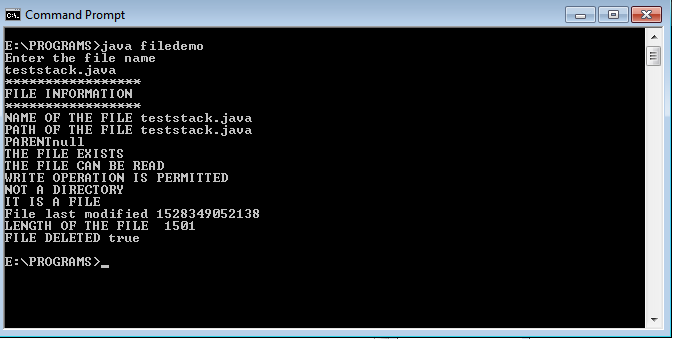 Command Prompt
E:\PROGRAMS>java filedemo
Enter the file name
teststack.java
*****************
FILE INFORMATION
*****************
NAME OF THE FILE teststack.java
PATH OF THE FILE teststack.java
PARENTnull
THE FILE EXISTS
THE FILE CAN BE READ
WRITE OPERATION IS PERMITTED
NOT A DIRECTORY
IT IS A FILE
File last modified 1528349052138
LENGTH OF THE FILE  1501
FILE DELETED true
E:\PROGRAMS>_